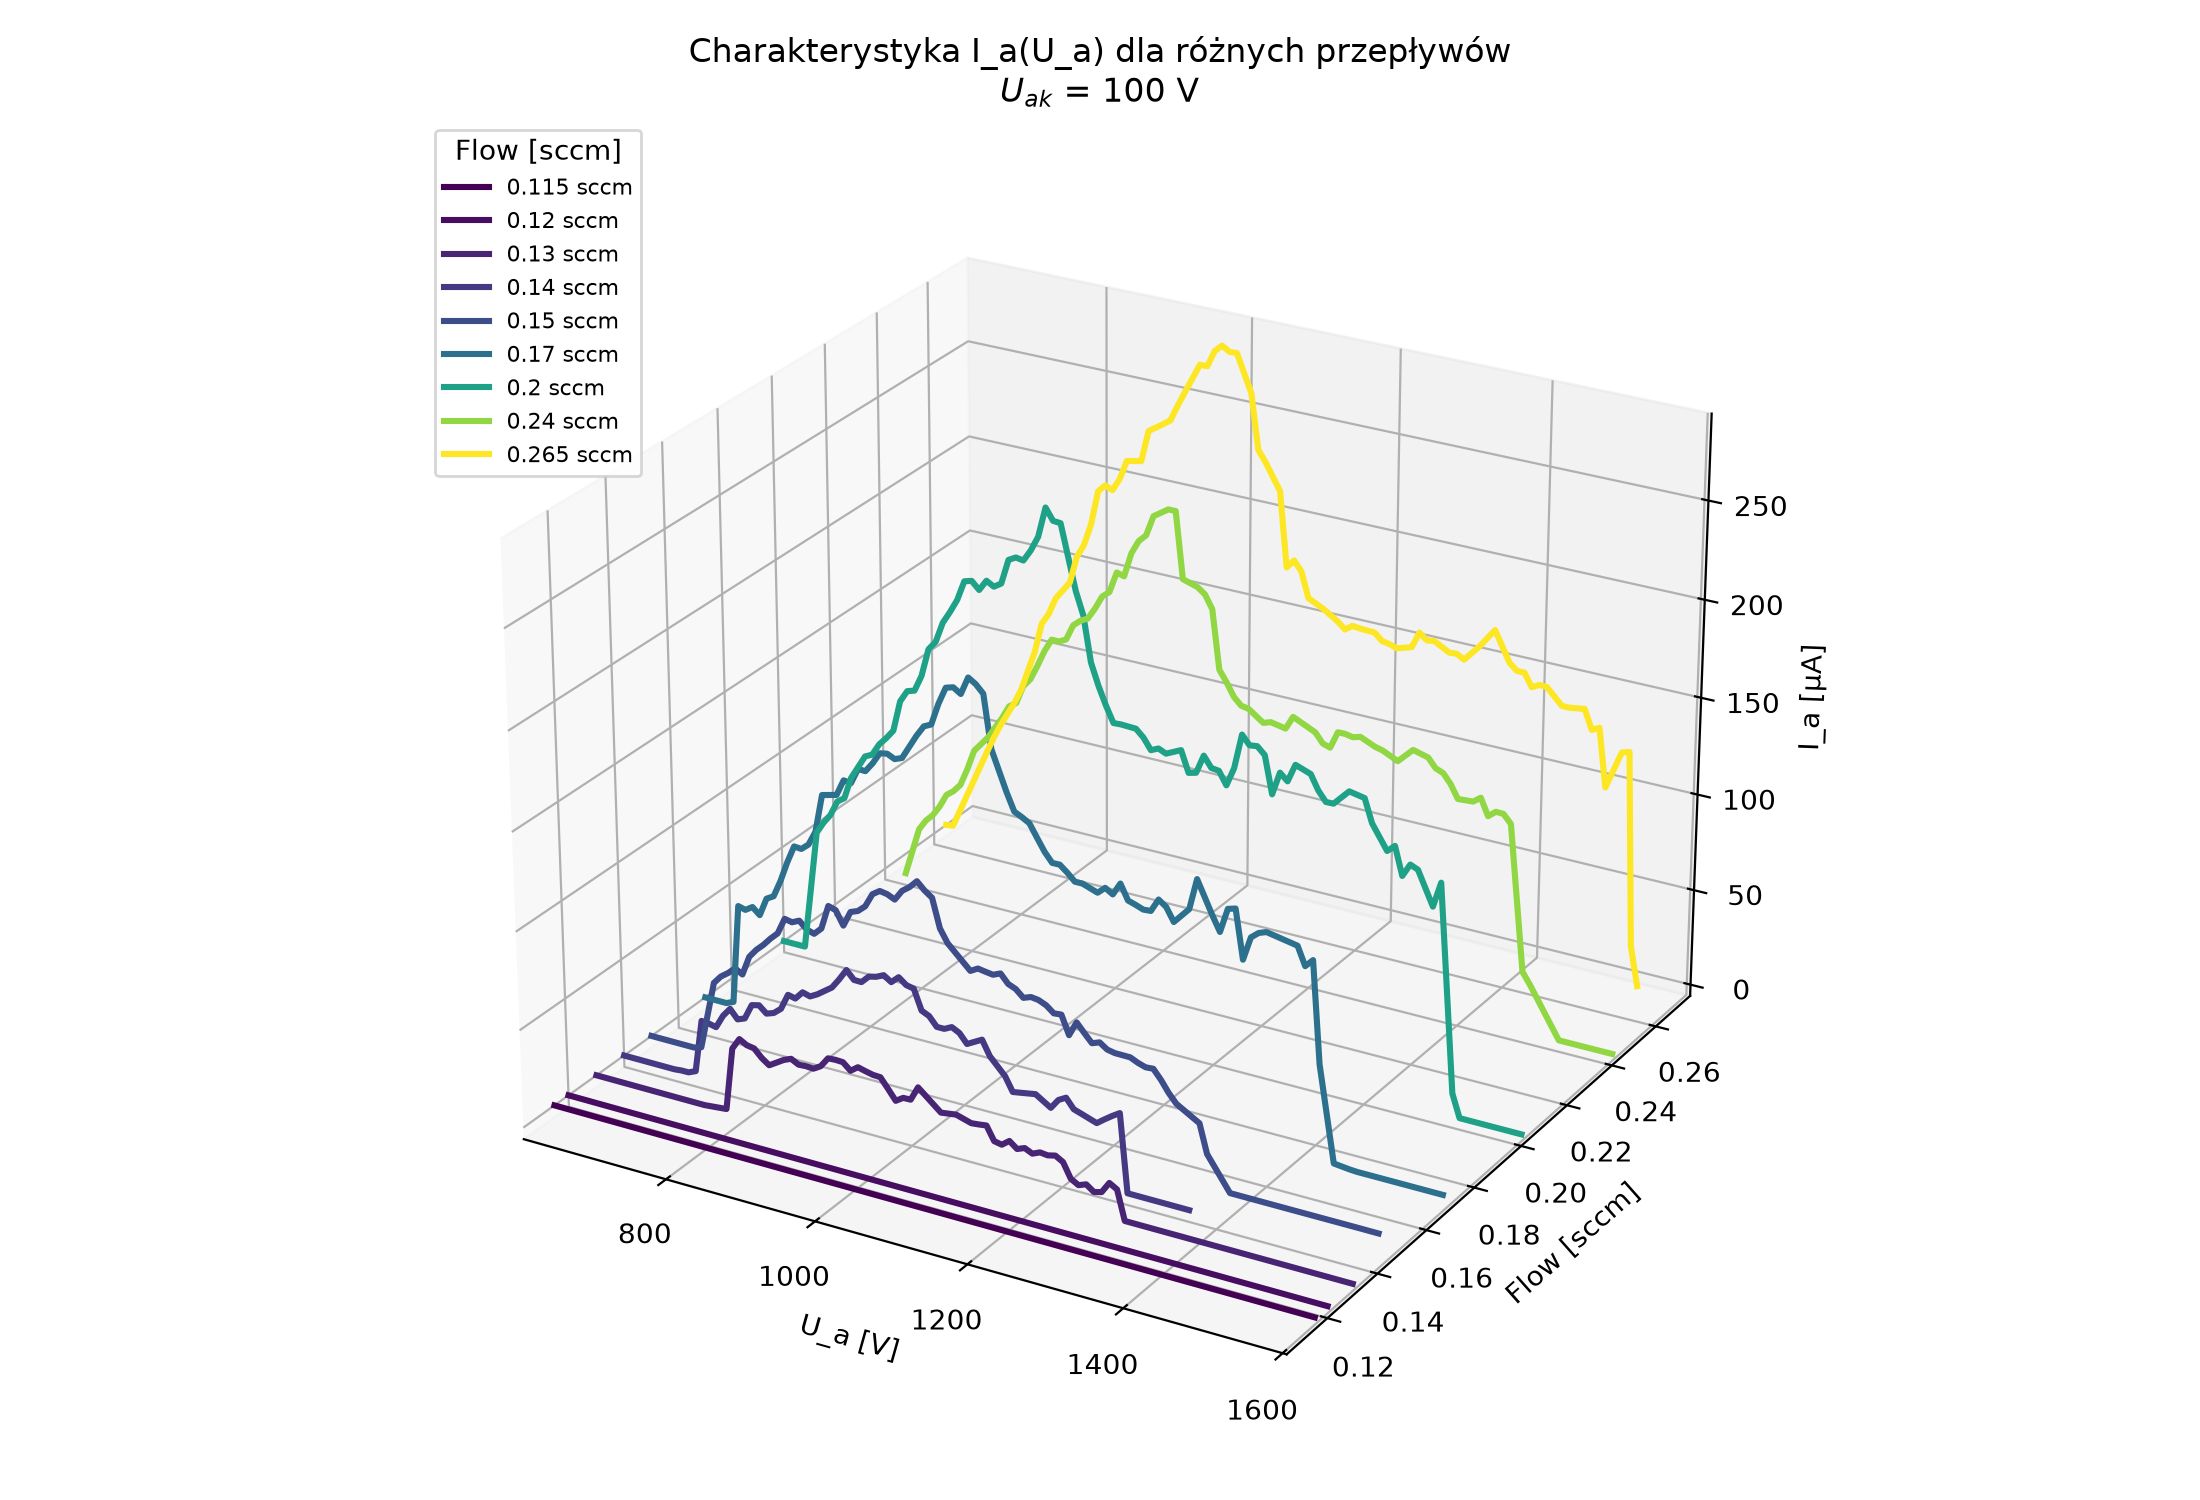 Charakterystyka I_a(U_a) dla różnych przepływów
U_{ak} = 100 V
Flow [sccm]
0.115 sccm
0.12 sccm
0.13 sccm
0.14 sccm
0.15 sccm
0.17 sccm
0.2 sccm
0.24 sccm
0.265 sccm
250
200
150
100
50
0
I_a [µA]
0.26
0.24
0.22
0.20
0.18
0.16
0.14
0.12
Flow [sccm]
800
1000
1200
1400
1600
U_a [V]